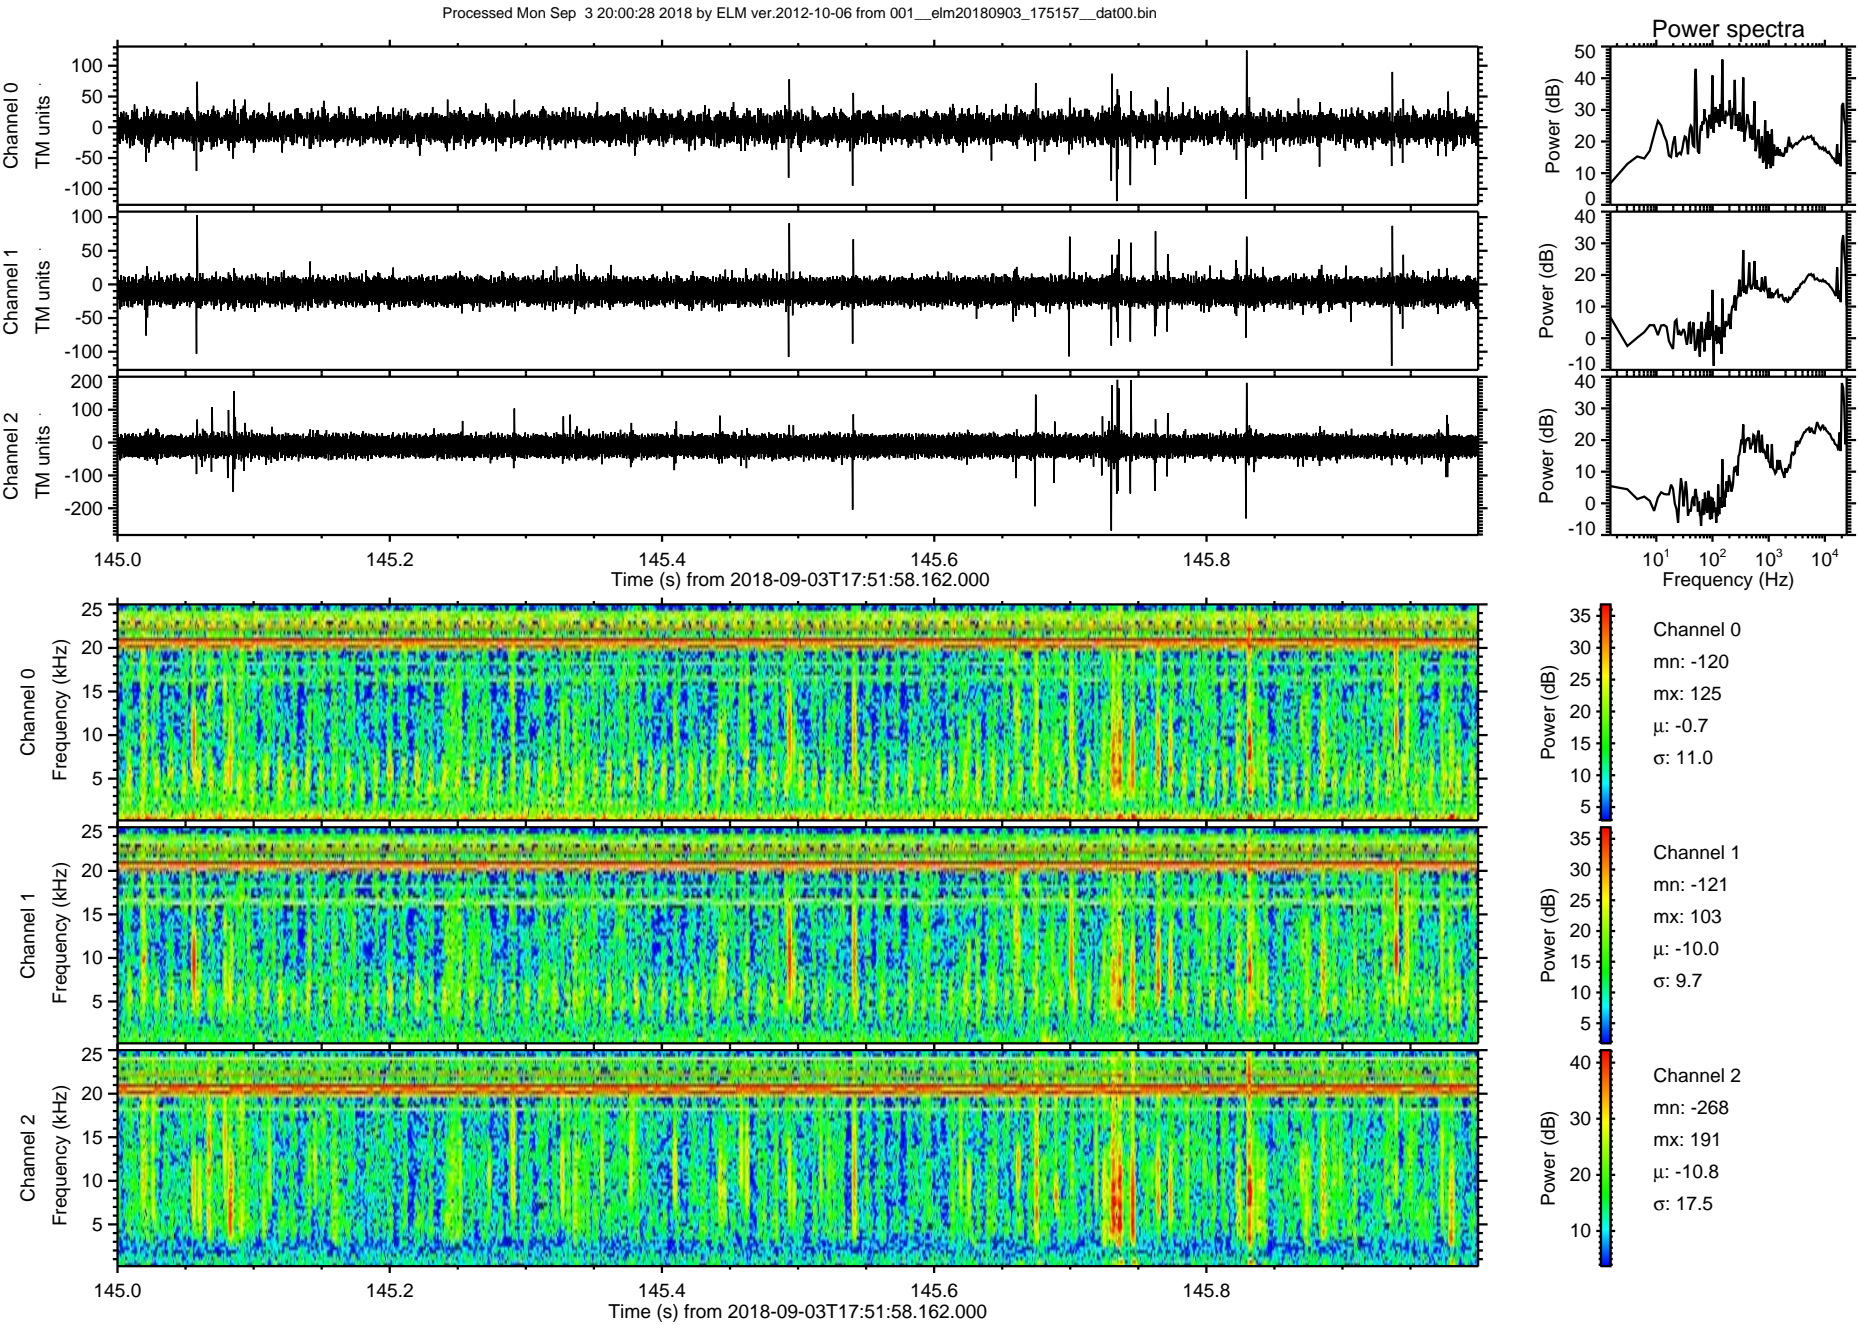 Processed Mon Sep  3 20:00:28 2018 by ELM ver.2012-10-06 from 001__elm20180903_175157__dat00.bin
Power spectra
Channel 0
TM units
100
50
0
-50
-100
Power (dB)
50
40
30
20
10
0
Channel 1
TM units
100
50
0
-50
-100
Power (dB)
40
30
20
10
0
-10
Channel 2
TM units
200
100
0
-100
-200
Power (dB)
40
30
20
10
0
-10
145.0 145.2 145.4 145.6 145.8
Time (s) from 2018-09-03T17:51:58.162.000
10¹ 10² 10³ 10⁴
Frequency (Hz)
Channel 0
Frequency (kHz)
25
20
15
10
5
Power (dB)
35
30
25
20
15
10
5
Channel 0
mn: -120
mx: 125
μ: -0.7
σ: 11.0
Channel 1
Frequency (kHz)
25
20
15
10
5
Power (dB)
35
30
25
20
15
10
5
Channel 1
mn: -121
mx: 103
μ: -10.0
σ: 9.7
Channel 2
Frequency (kHz)
25
20
15
10
5
Power (dB)
40
30
20
10
Channel 2
mn: -268
mx: 191
μ: -10.8
σ: 17.5
145.0 145.2 145.4 145.6 145.8
Time (s) from 2018-09-03T17:51:58.162.000